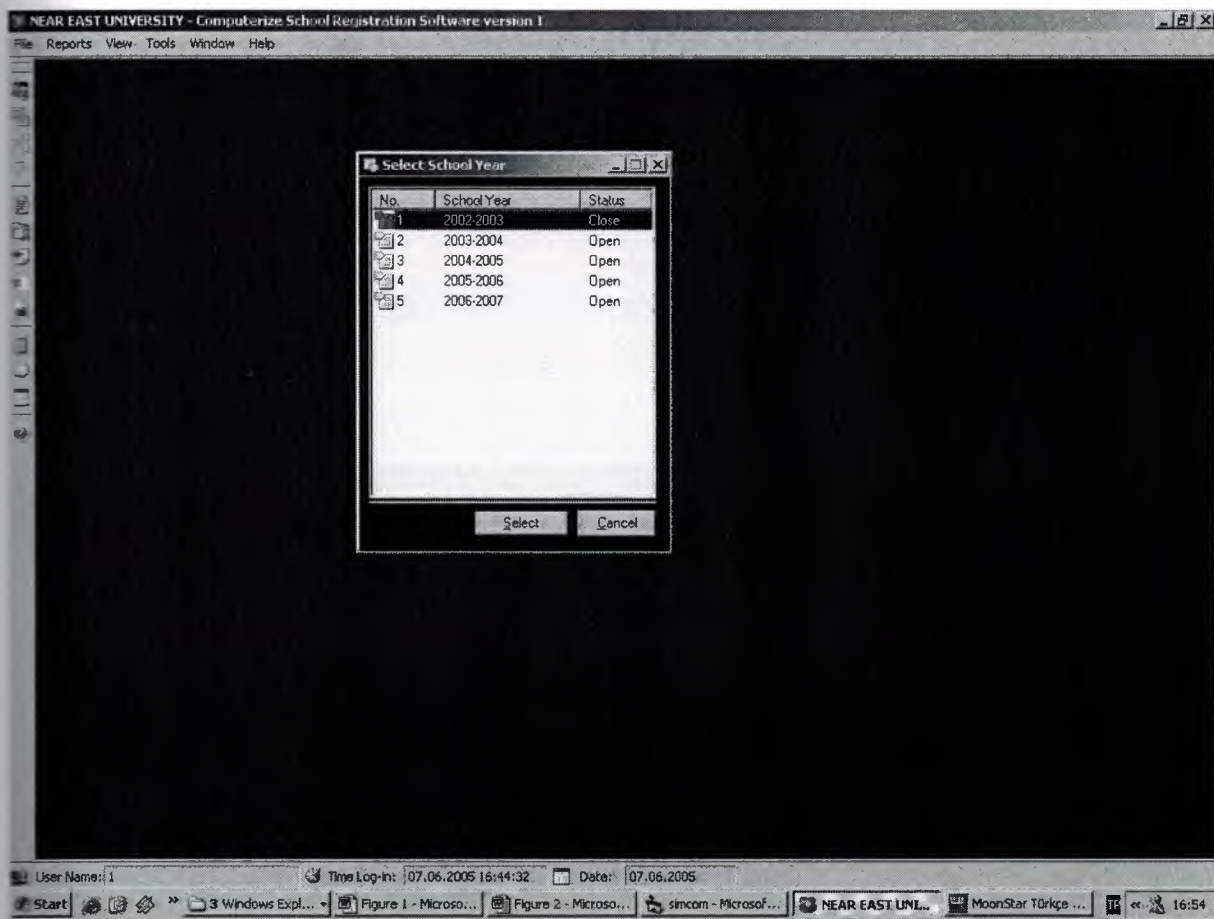 NEAR EAST UNIVERSITY - Computerize School Registration Software version 1
File Reports View Tools Window Help
Select School Year
No. School Year Status
1 2002-2003 Close
2 2003-2004 Open
3 2004-2005 Open
4 2005-2006 Open
5 2006-2007 Open
Select Cancel
User Name: 1 Time Log-in: 07.06.2005 16:44:32 Date: 07.06.2005
Start » 3 Windows Expl... Figure 1 - Microso... Figure 2 - Microso... simcom - Microsof... NEAR EAST UNI... MoonStar Türkçe ... TR « 16:54